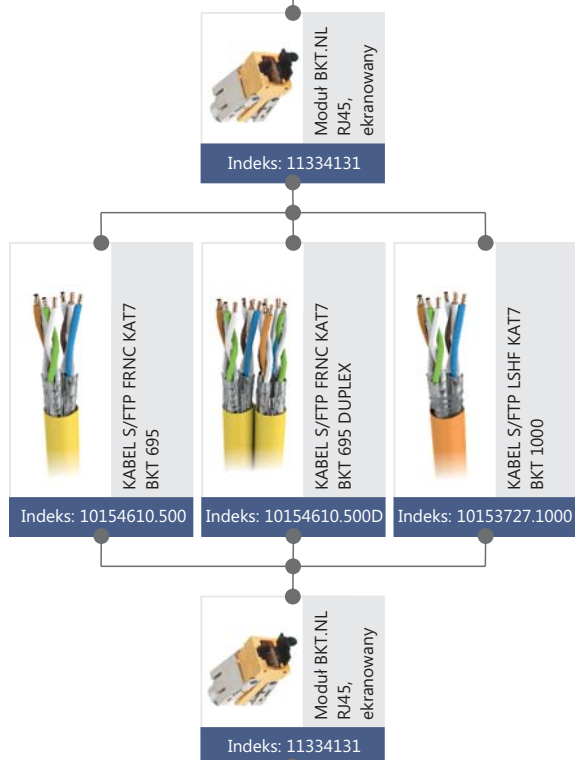 Moduł BKT.NL
RJ45,
ekranowany
Indeks: 11334131
KABEL S/FTP FRNC KAT7
BKT 695
Indeks: 10154610.500
KABEL S/FTP FRNC KAT7
BKT 695 DUPLEX
Indeks: 10154610.500D
KABEL S/FTP LSHF KAT7
BKT 1000
Indeks: 10153727.1000
Moduł BKT.NL
RJ45,
ekranowany
Indeks: 11334131